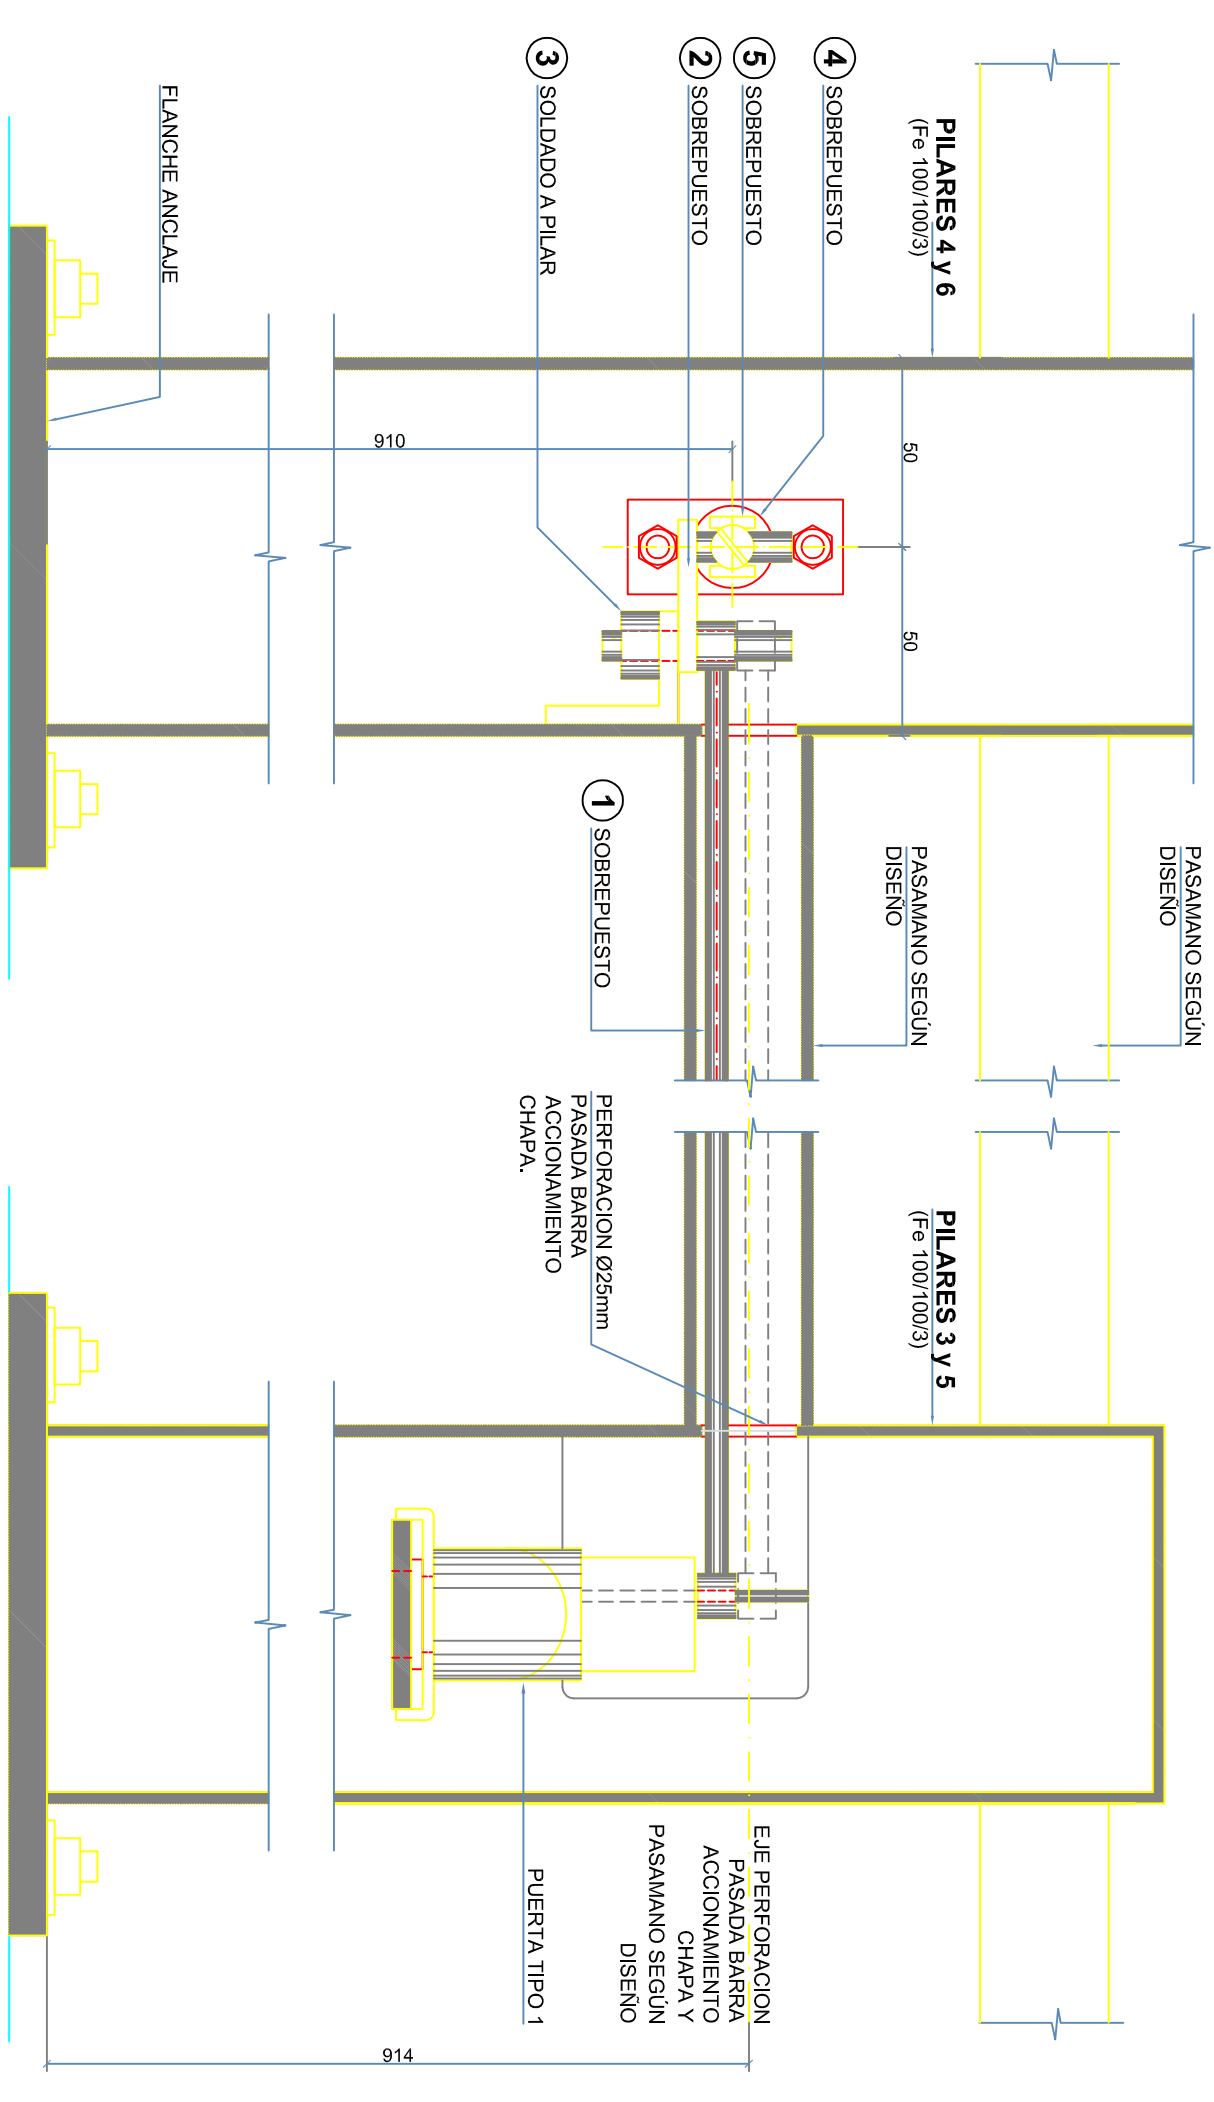 PASAMANO SEGÚN
DISEÑO
PILARES 4 y 6
(Fe 100/100/3)
PASAMANO SEGÚN
DISEÑO
PILARES 3 y 5
(Fe 100/100/3)
50
50
4 SOBREPUESTO
5 SOBREPUESTO
2 SOBREPUESTO
3 SOLDADO A PILAR
1 SOBREPUESTO
PERFORACION Ø25mm
PASADA BARRA
ACCIONAMIENTO
CHAPA.
EJE PERFORACION
PASADA BARRA
ACCIONAMIENTO
CHAPA Y
PASAMANO SEGÚN
DISEÑO
PUERTA TIPO 1
910
914
FLANCHE ANCLAJE